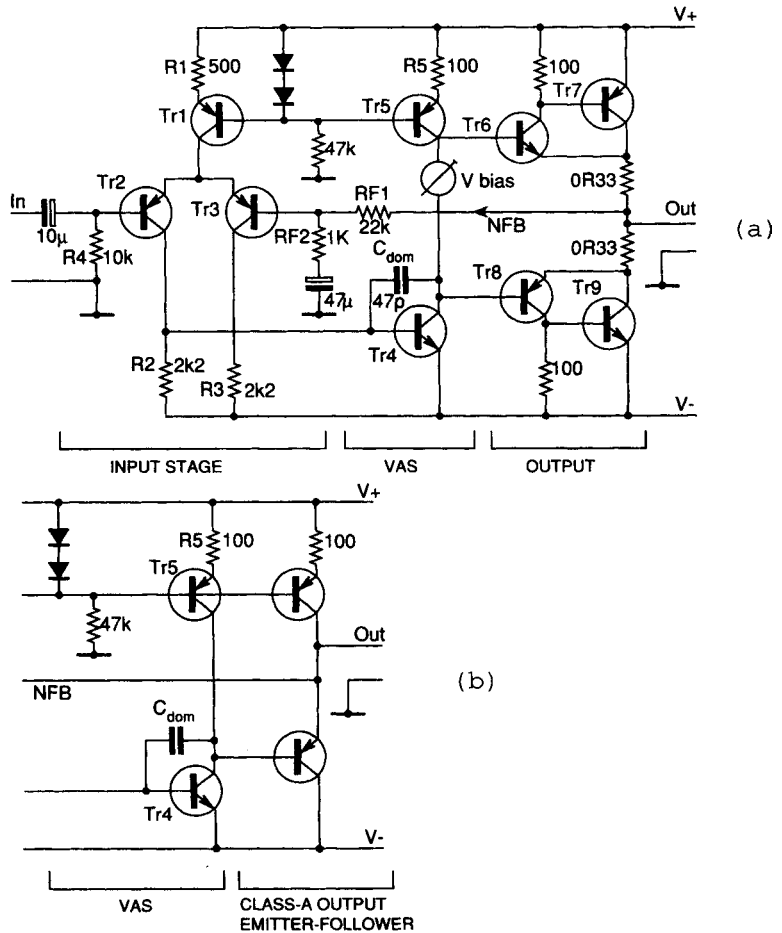 V+
R1
500
R5
100
100
Tr7
Tr1
Tr5
Tr6
47k
V bias
0R33
In
Tr2
Tr3
RF1
22k
NFB
Out
(a)
10µ
R4
10k
RF2
1K
47µ
C dom
47p
0R33
Tr8
Tr9
Tr4
R2
2k2
R3
2k2
100
V-
INPUT STAGE
VAS
OUTPUT
V+
R5
100
100
Tr5
47k
Out
NFB
(b)
C dom
Tr4
V-
VAS
CLASS-A OUTPUT
EMITTER-FOLLOWER